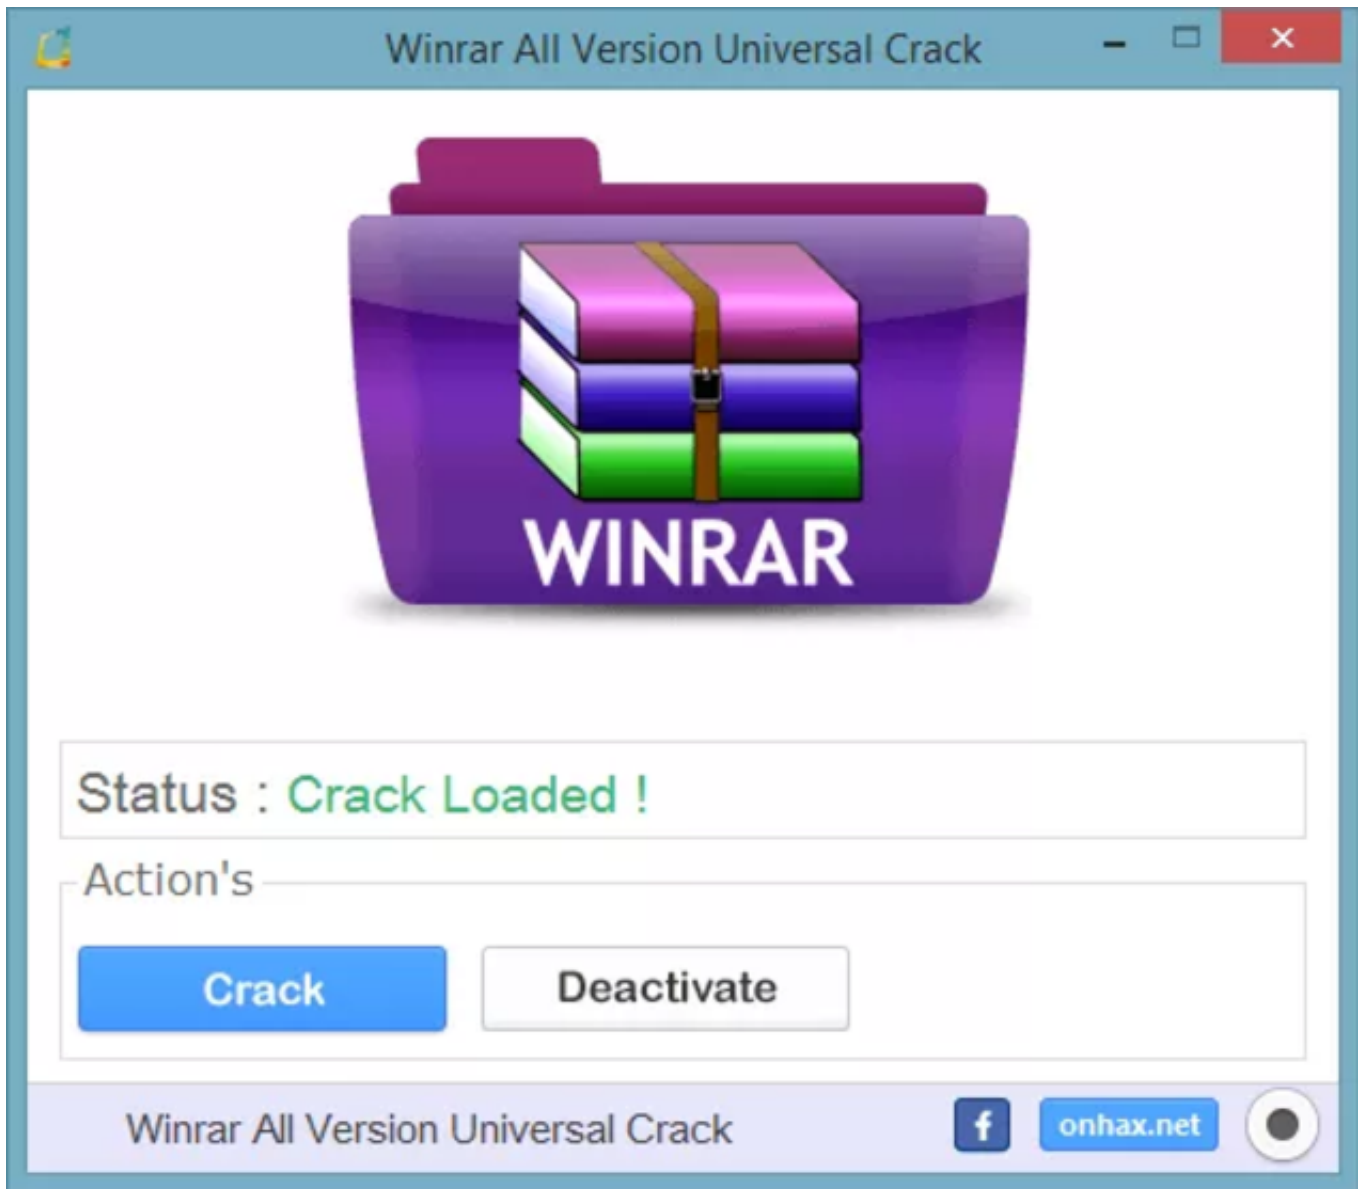 Winrar All Version Universal Crack
WINRAR
Status : Crack Loaded !
Action's
Crack Deactivate
Winrar All Version Universal Crack f onhax.net